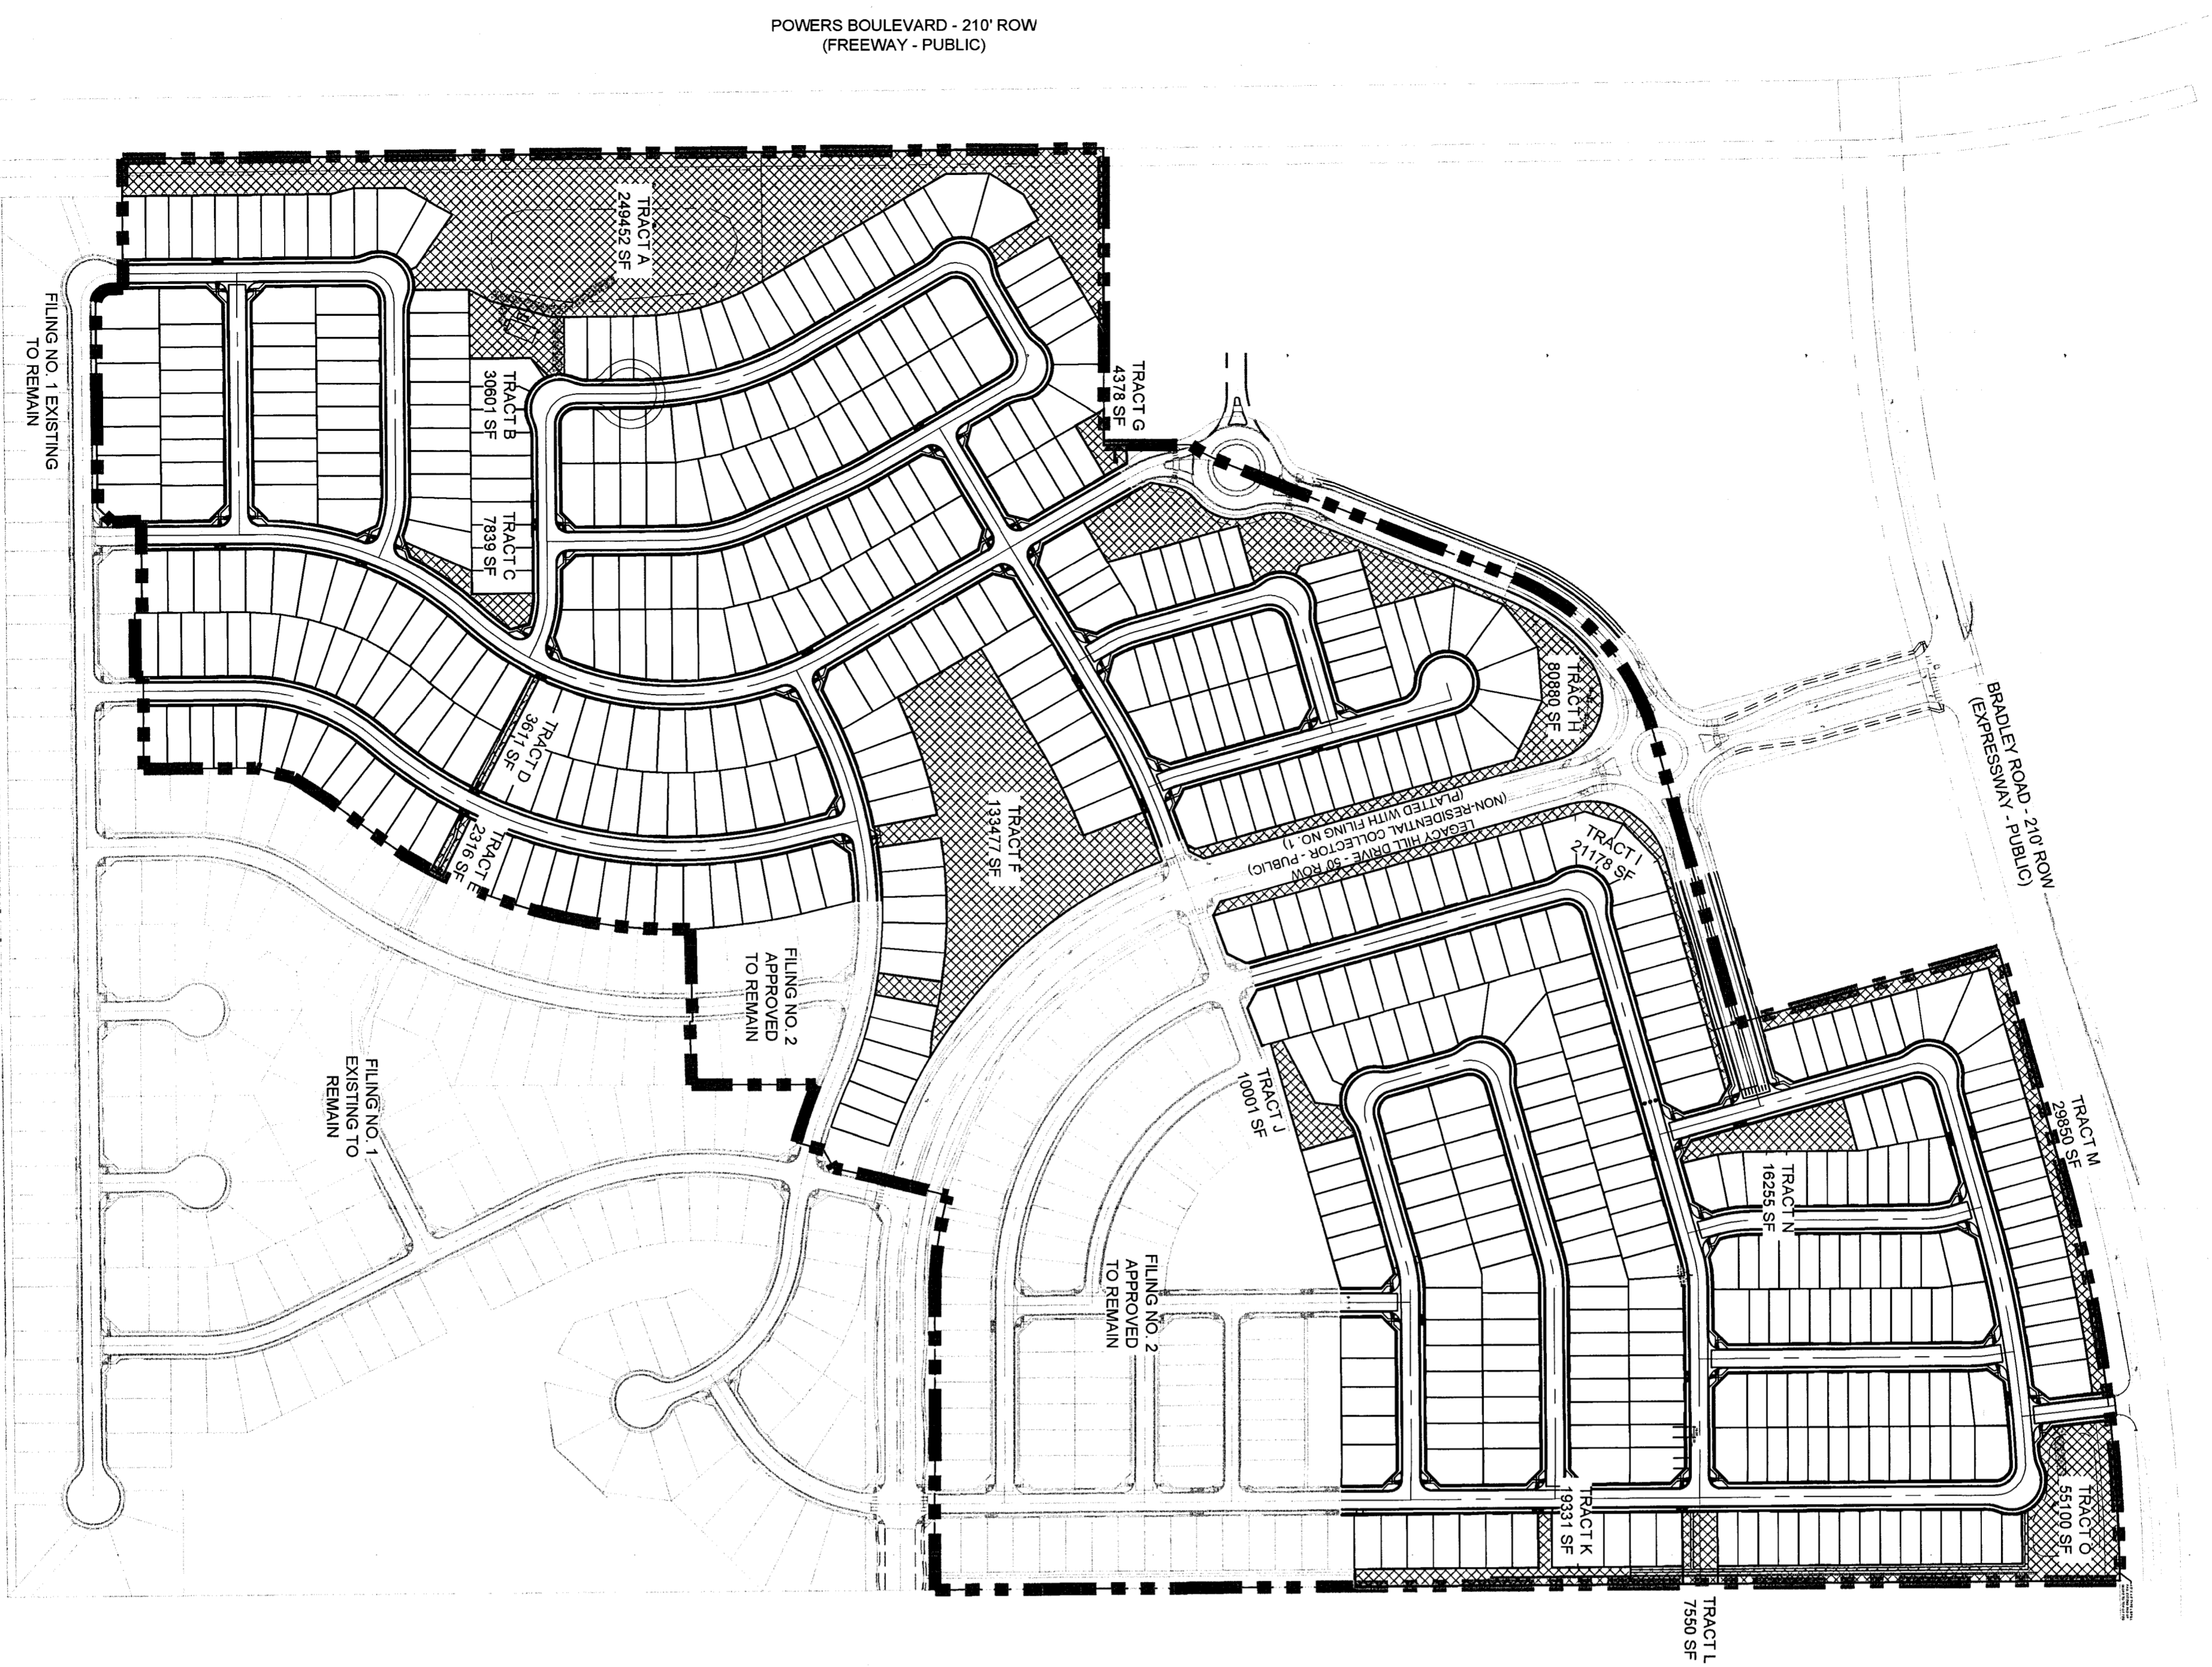 POWERS BOULEVARD - 210' ROW
(FREEWAY - PUBLIC)
TRACT A
249452 SF
FILING NO. 1 EXISTING
TO REMAIN
TRACT B
30601 SF
TRACT C
7839 SF
TRACT G
4378 SF
TRACT D
3611 SF
TRACT E
2316 SF
TRACT F
133477 SF
TRACT H
80880 SF
LEGACY HILL DRIVE - 50' ROW
(NON-RESIDENTIAL COLLECTOR - PUBLIC)
(PLATTED WITH FILING NO. 1)
TRACT I
21178 SF
BRADLEY ROAD - 210' ROW
(EXPRESSWAY - PUBLIC)
FILING NO. 2
APPROVED
TO REMAIN
FILING NO. 1
EXISTING TO
REMAIN
TRACT J
10001 SF
TRACT M
29850 SF
TRACT N
16255 SF
FILING NO. 2
APPROVED
TO REMAIN
TRACT K
19331 SF
TRACT O
55100 SF
TRACT L
7550 SF